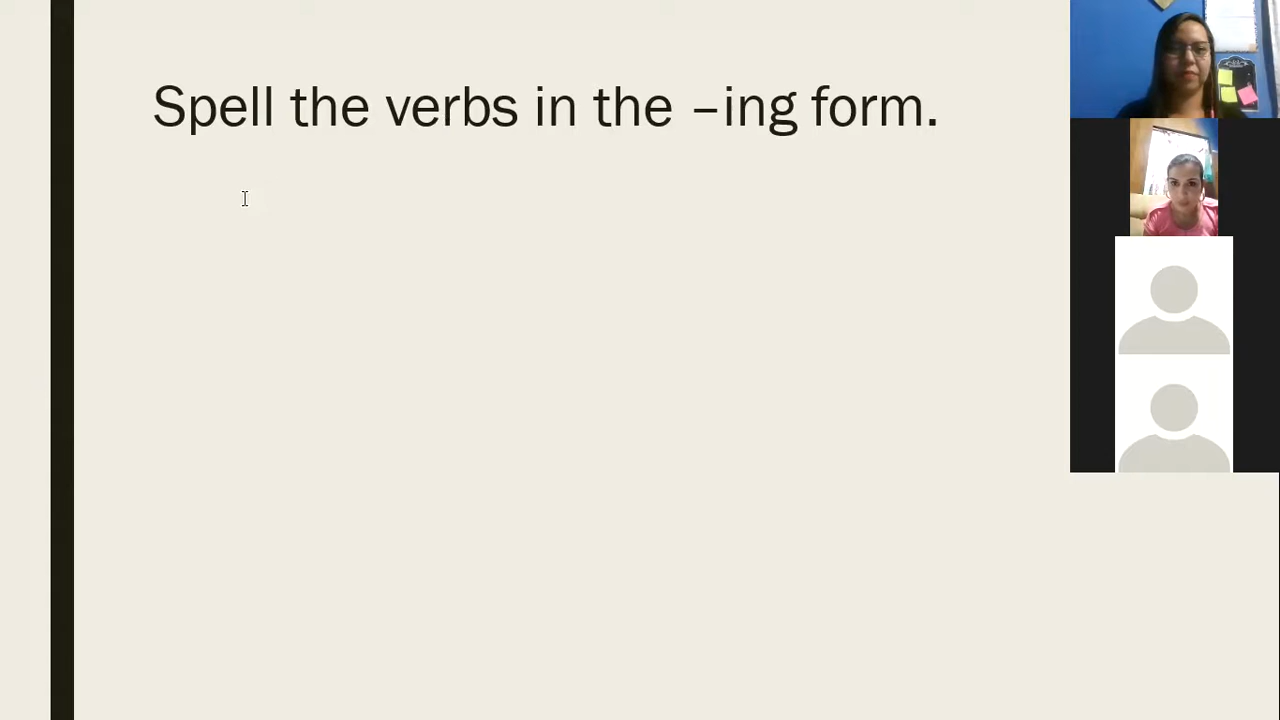 Spell the verbs in the –ing form.